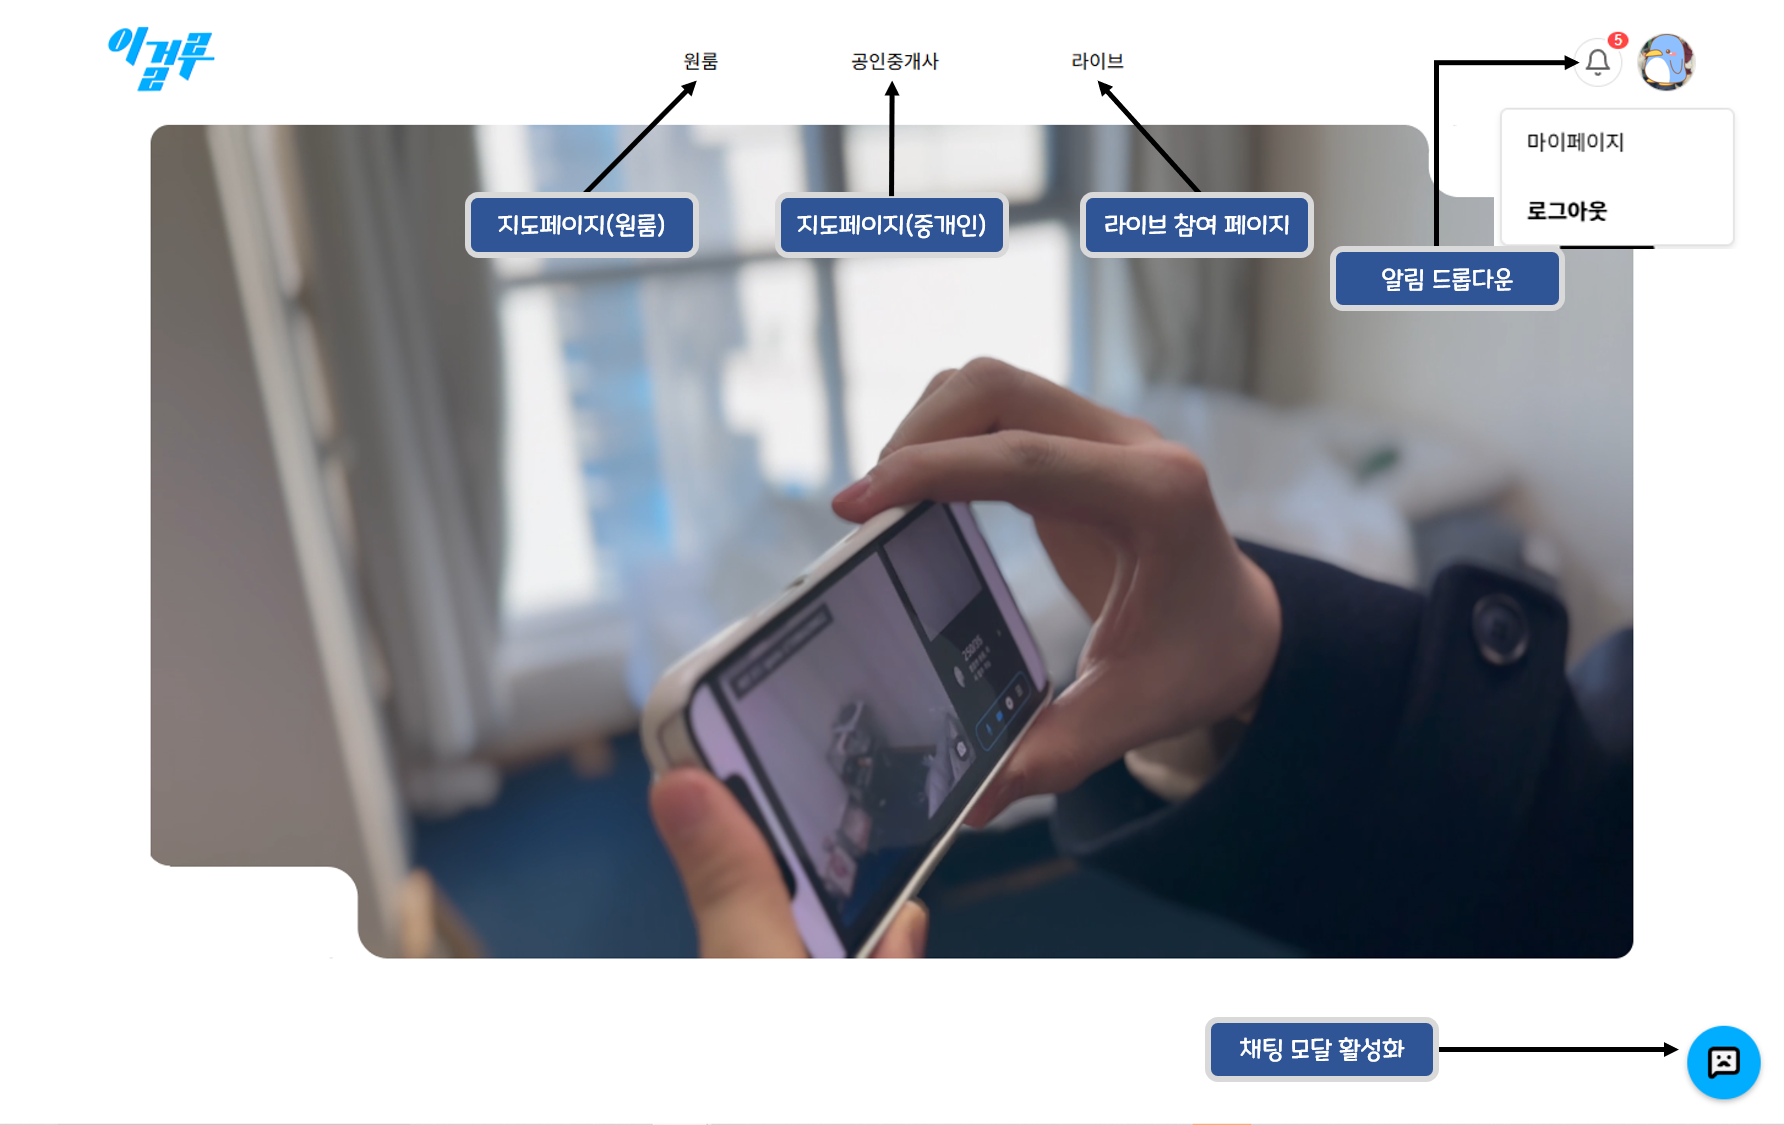 이걸루
원룸
공인중개사
라이브
5
마이페이지
로그아웃
지도페이지(원룸)
지도페이지(중개인)
라이브 참여 페이지
알림 드롭다운
250/35
채팅 모달 활성화